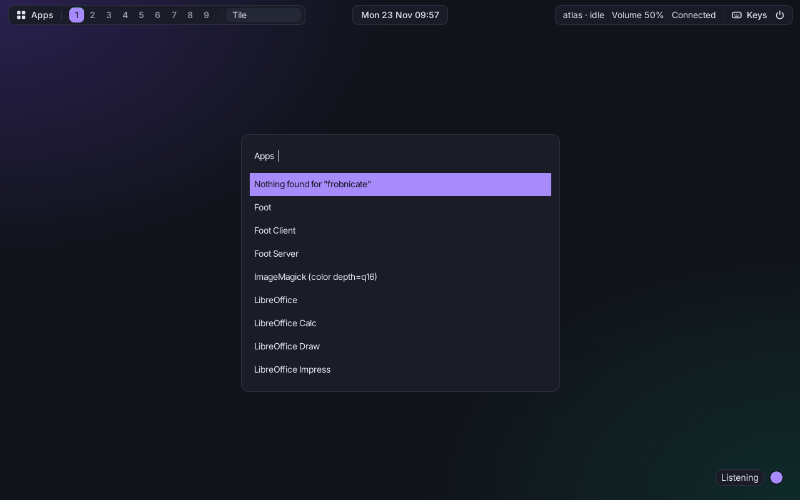 Apps 1 2 3 4 5 6 7 8 9 Tile Mon 23 Nov 09:57 atlas · idle Volume 50% Connected Keys
Apps
Nothing found for "frobnicate"
Foot
Foot Client
Foot Server
ImageMagick (color depth=q16)
LibreOffice
LibreOffice Calc
LibreOffice Draw
LibreOffice Impress
Listening